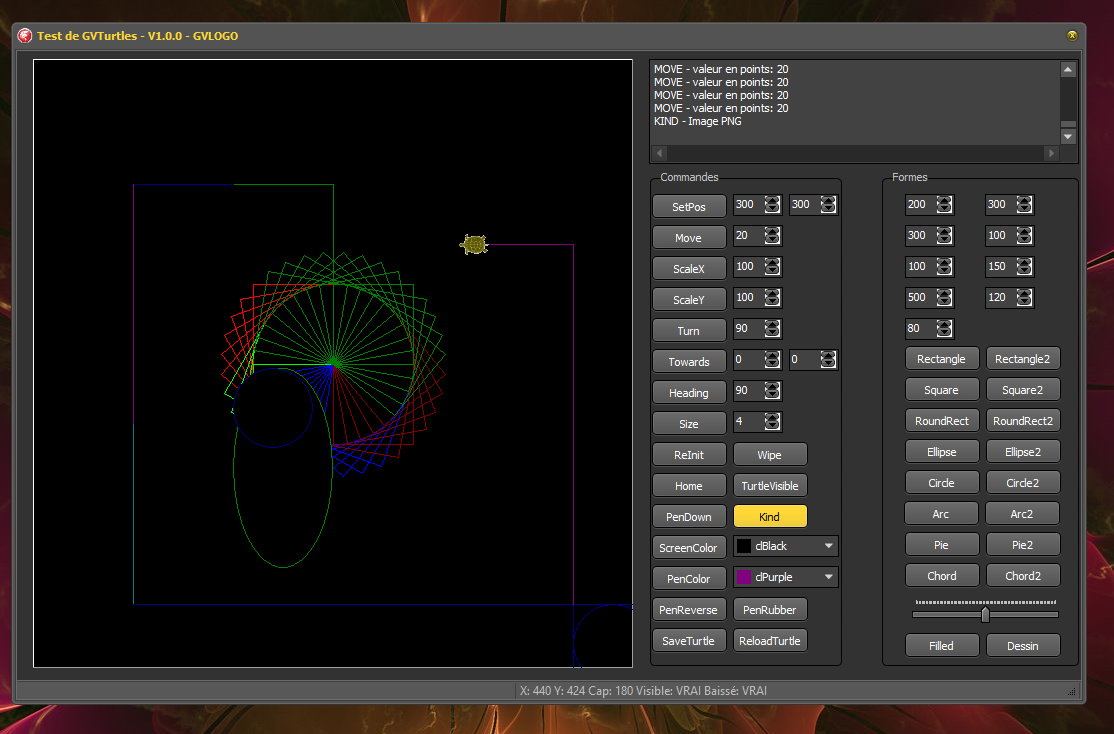 Test de GVTurtles - V1.0.0 - GVLOGO
MOVE - valeur en points: 20
MOVE - valeur en points: 20
MOVE - valeur en points: 20
MOVE - valeur en points: 20
KIND - Image PNG
Commandes
SetPos 300 300
Move 20
ScaleX 100
ScaleY 100
Turn 90
Towards 0 0
Heading 90
Size 4
ReInit Wipe
Home TurtleVisible
PenDown Kind
ScreenColor clBlack
PenColor clPurple
PenReverse PenRubber
SaveTurtle ReloadTurtle
Formes
200 300
300 100
100 150
500 120
80
Rectangle Rectangle2
Square Square2
RoundRect RoundRect2
Ellipse Ellipse2
Circle Circle2
Arc Arc2
Pie Pie2
Chord Chord2
Filled Dessin
X: 440 Y: 424 Cap: 180 Visible: VRAI Baissé: VRAI